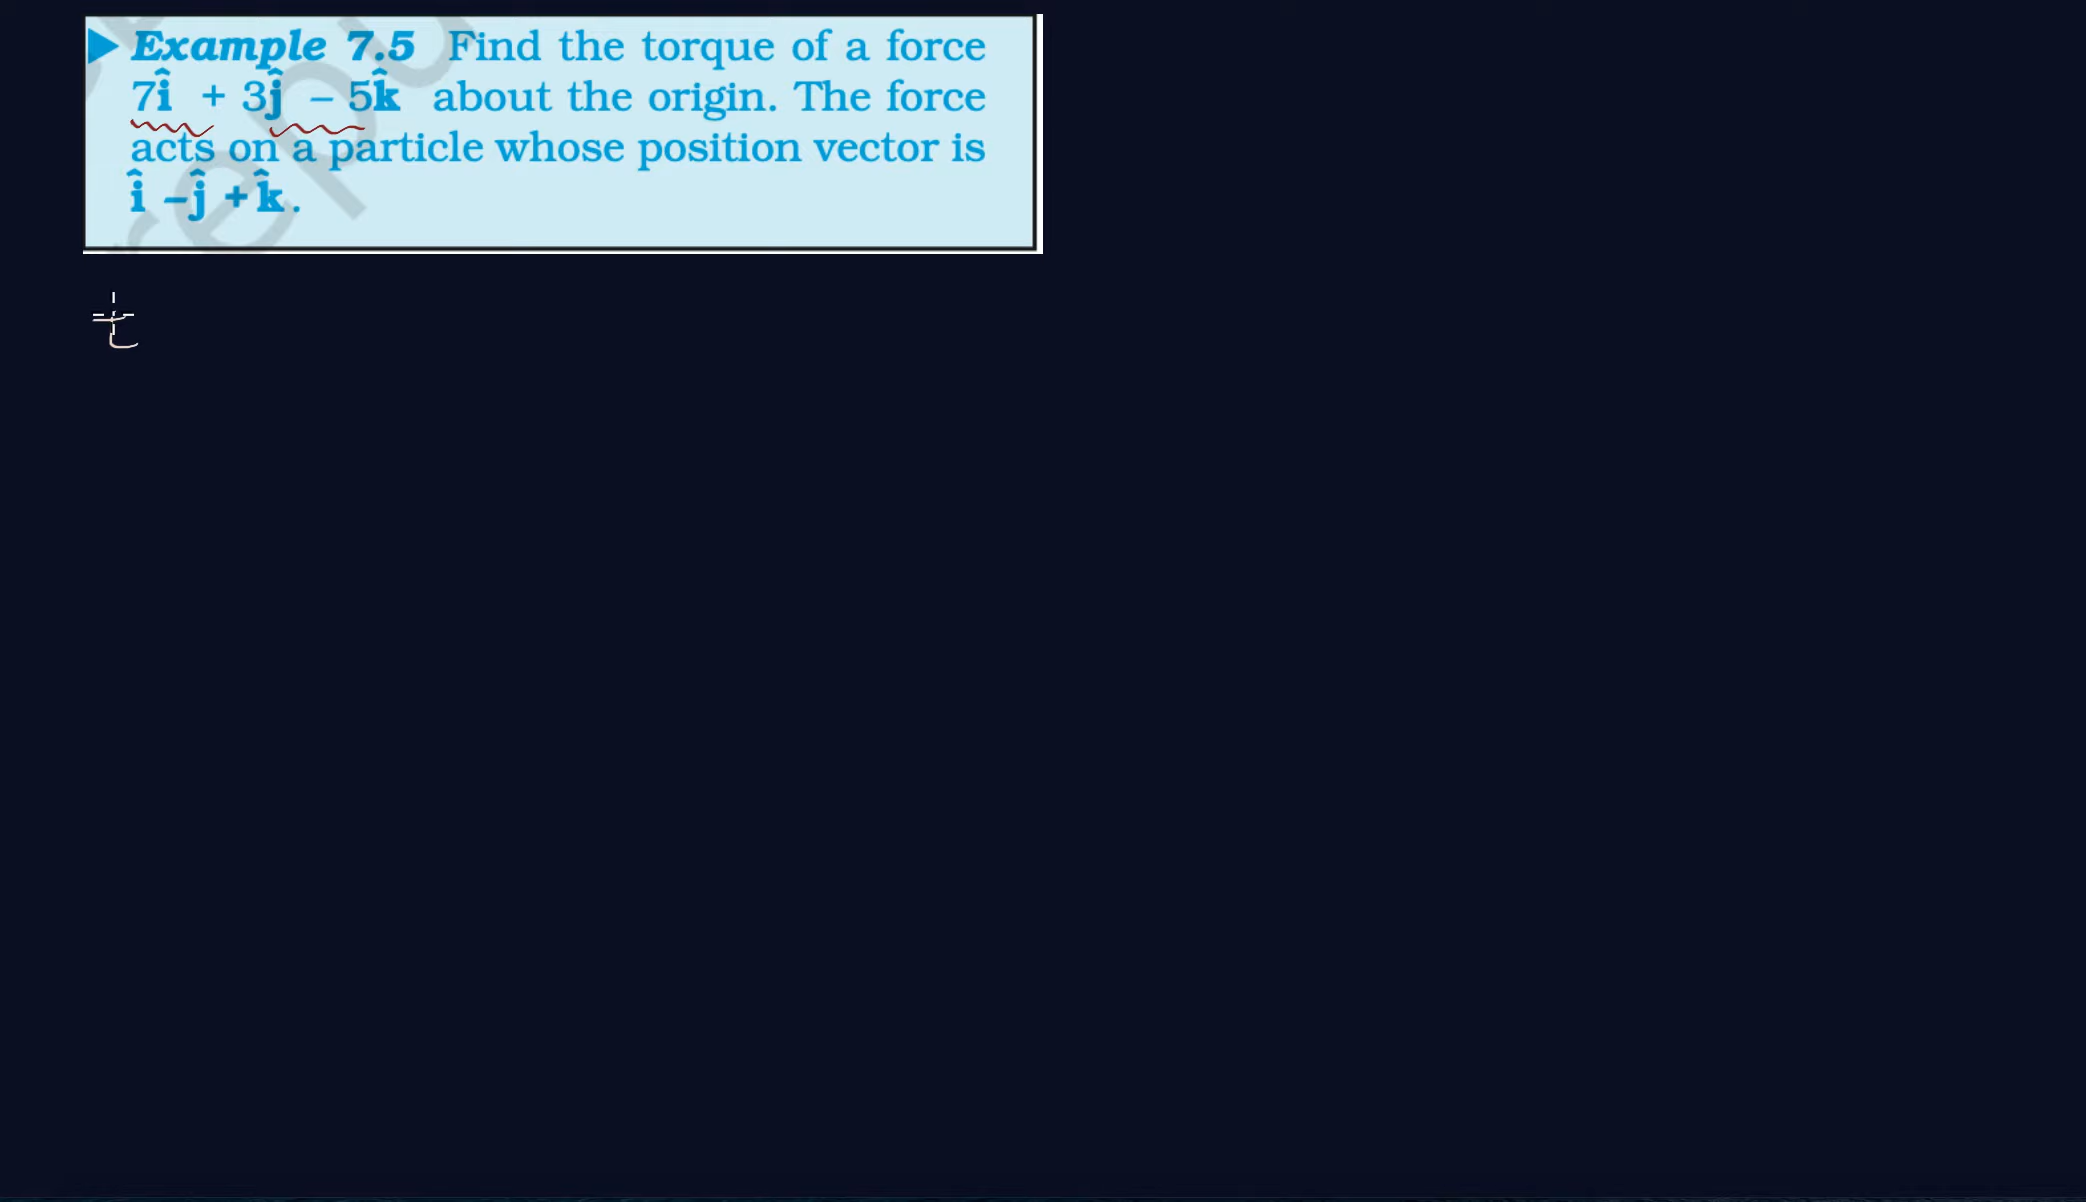 Example 7.5 Find the torque of a force
7î + 3ĵ – 5k̂ about the origin. The force
acts on a particle whose position vector is
î – ĵ + k̂.
τ